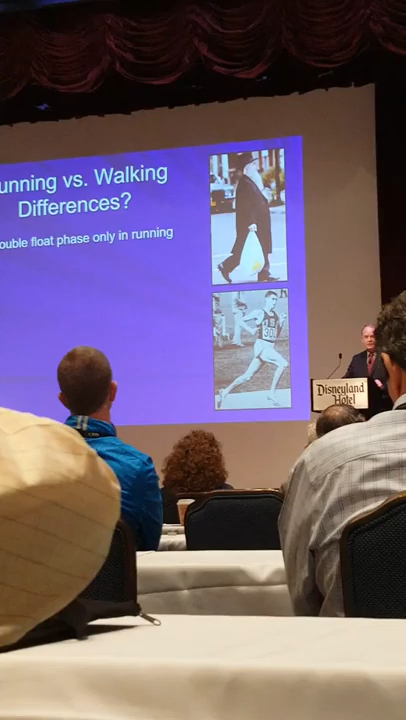 unning vs. Walking
Differences?
ouble float phase only in running
Disneyland
Hotel